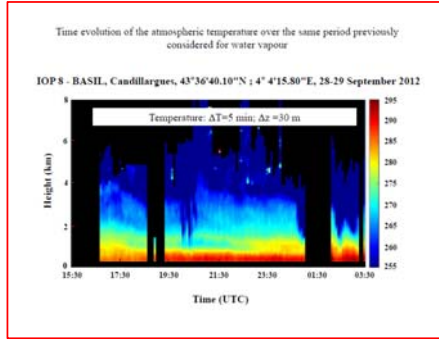 Time evolution of the atmospheric temperature over the same period previously
considered for water vapour
IOP 8 - BASIL, Candillargues, 43°36'40.10"N ; 4° 4'15.80"E, 28-29 September 2012
Temperature: ΔT=5 min; Δz =30 m
Height (km)
8
6
4
2
0
15:30 17:30 19:30 21:30 23:30 01:30 03:30
Time (UTC)
295
290
285
280
275
270
265
260
255